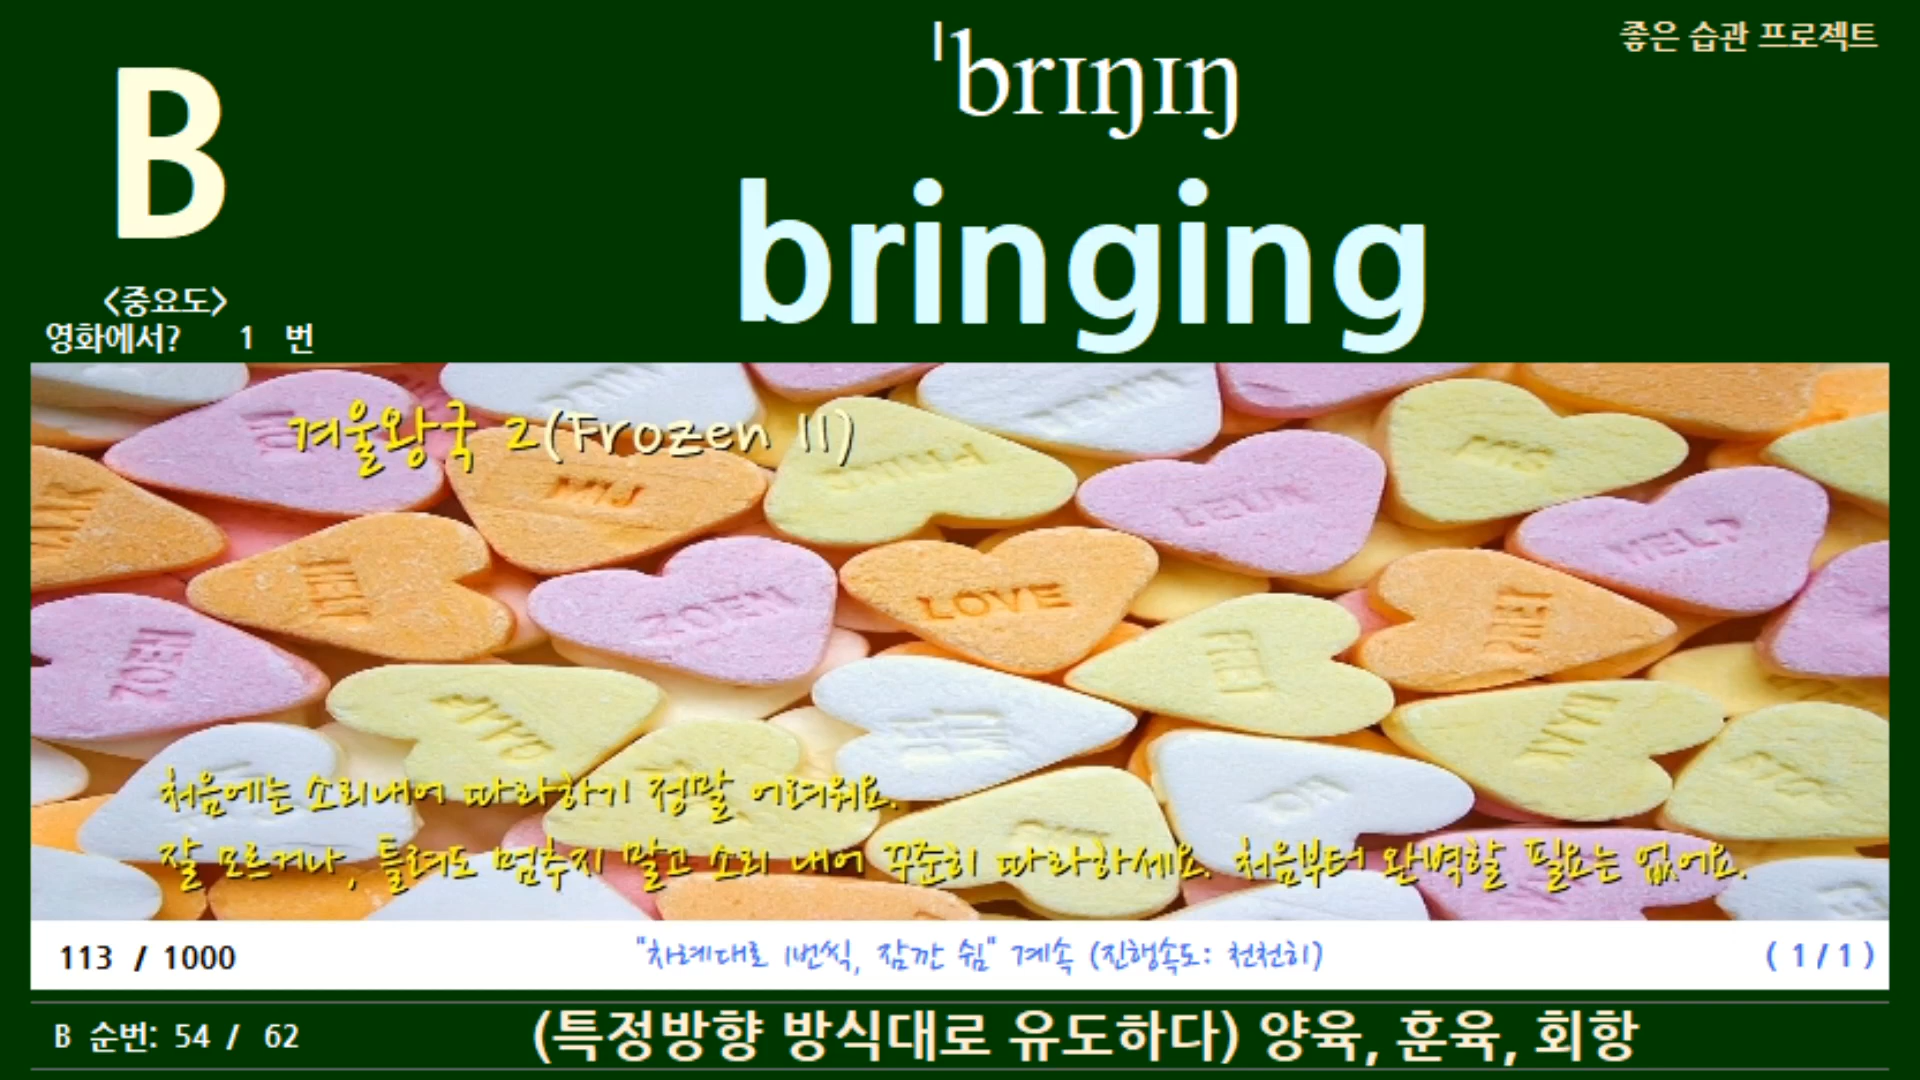 좋은 습관 프로젝트
B
ˈbrɪŋɪŋ
bringing
<중요도>
영화에서? 1 번
겨울왕국 2(Frozen II)
MIJ
LEUK
HELP
ZOEN
LOVE
처음에는 소리내어 따라하기 정말 어려워요.
잘 모르거나, 틀려도 멈추지 말고 소리 내어 꾸준히 따라하세요. 처음부터 완벽할 필요는 없어요.
113 / 1000
"차례대로 1번씩, 잠깐 쉼" 계속 (진행속도: 천천히)
( 1 / 1 )
B 순번: 54 / 62
(특정방향 방식대로 유도하다) 양육, 훈육, 회항